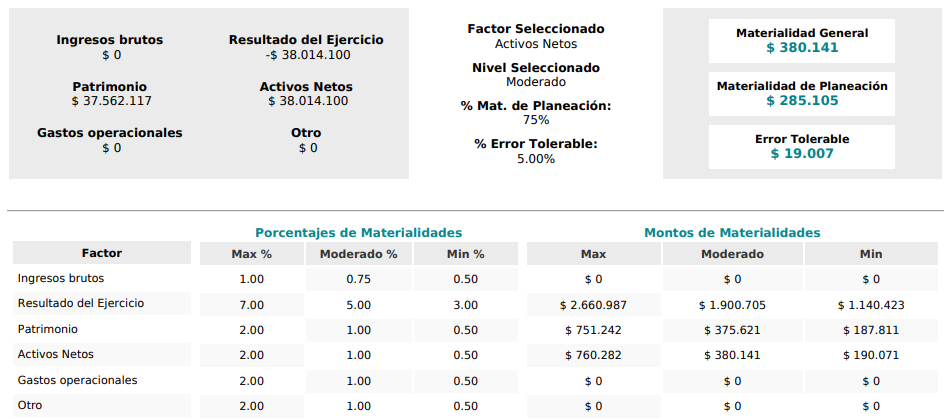 Ingresos brutos
$ 0
Resultado del Ejercicio
-$ 38.014.100
Patrimonio
$ 37.562.117
Activos Netos
$ 38.014.100
Gastos operacionales
$ 0
Otro
$ 0
Factor Seleccionado
Activos Netos
Nivel Seleccionado
Moderado
% Mat. de Planeación:
75%
% Error Tolerable:
5.00%
Materialidad General
$ 380.141
Materialidad de Planeación
$ 285.105
Error Tolerable
$ 19.007
Porcentajes de Materialidades Montos de Materialidades
Factor Max % Moderado % Min % Max Moderado Min
Ingresos brutos 1.00 0.75 0.50 $ 0 $ 0 $ 0
Resultado del Ejercicio 7.00 5.00 3.00 $ 2.660.987 $ 1.900.705 $ 1.140.423
Patrimonio 2.00 1.00 0.50 $ 751.242 $ 375.621 $ 187.811
Activos Netos 2.00 1.00 0.50 $ 760.282 $ 380.141 $ 190.071
Gastos operacionales 2.00 1.00 0.50 $ 0 $ 0 $ 0
Otro 2.00 1.00 0.50 $ 0 $ 0 $ 0